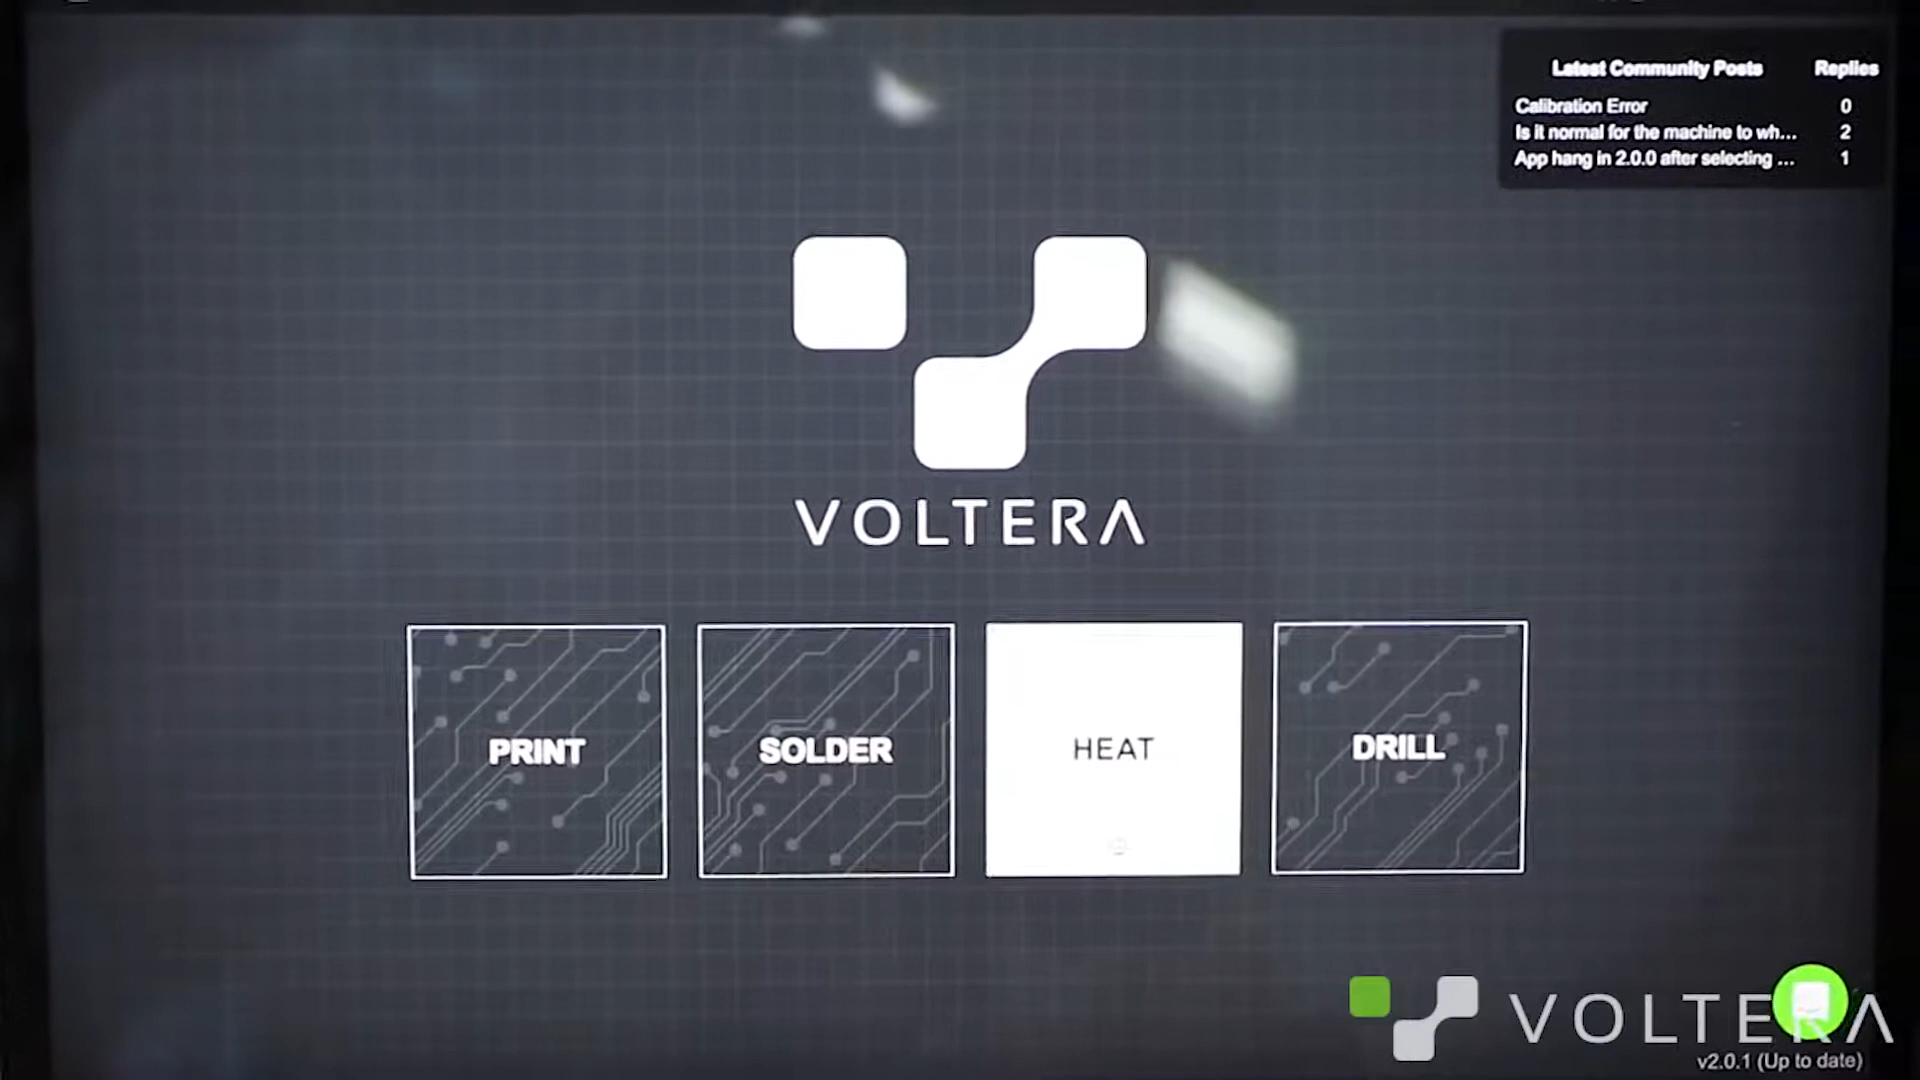 Latest Community Posts Replies
Calibration Error 0
Is it normal for the machine to wh... 2
App hang in 2.0.0 after selecting ... 1
VOLTERA
PRINT
SOLDER
HEAT
DRILL
VOLTERA
v2.0.1 (Up to date)